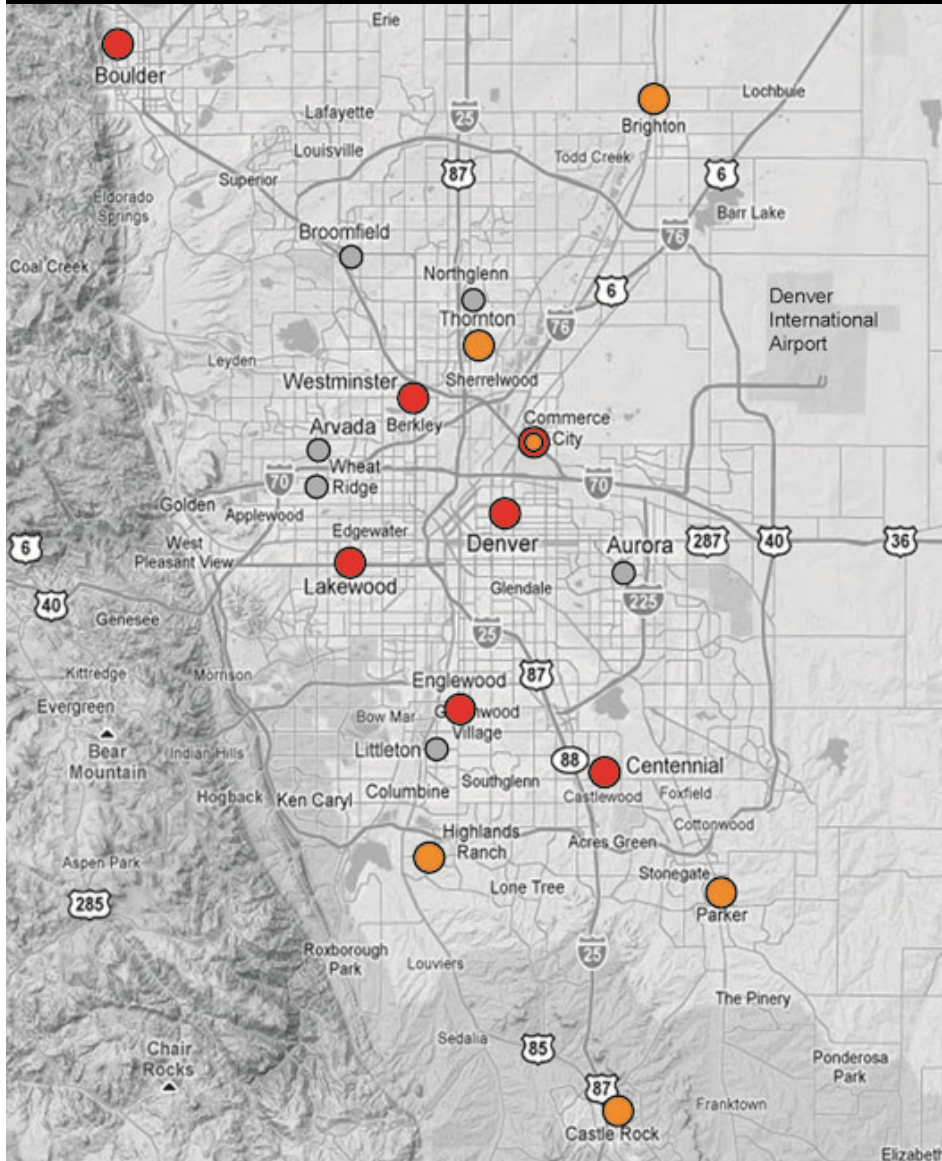 Erie
Boulder
Lochbuie
Lafayette
25
Brighton
Louisville
Todd Creek
87
6
Superior
Eldorado
Springs
Barr Lake
Broomfield
76
Coal Creek
Northglenn
6
Denver
International
Airport
Thornton
76
Leyden
Sherrelwood
Westminster
Commerce
City
Arvada
Berkley
Wheat
Ridge
70
70
Golden
Applewood
Edgewater
West
Pleasant View
6
Denver
Aurora
287
40
36
Lakewood
Glendale
40
225
Genesee
25
Kittredge
Morrison
Englewood
87
Evergreen
Bow Mar
Greenwood
Village
Bear
Mountain
Indian Hills
Littleton
88
Centennial
Southglenn
Hogback
Ken Caryl
Columbine
Castlewood
Foxfield
Cottonwood
Highlands
Ranch
Acres Green
Aspen Park
Stonegate
285
Lone Tree
Parker
Roxborough
Park
Louviers
25
The Pinery
Chair
Rocks
Sedalia
85
Ponderosa
Park
87
Franktown
Castle Rock
Elizabeth